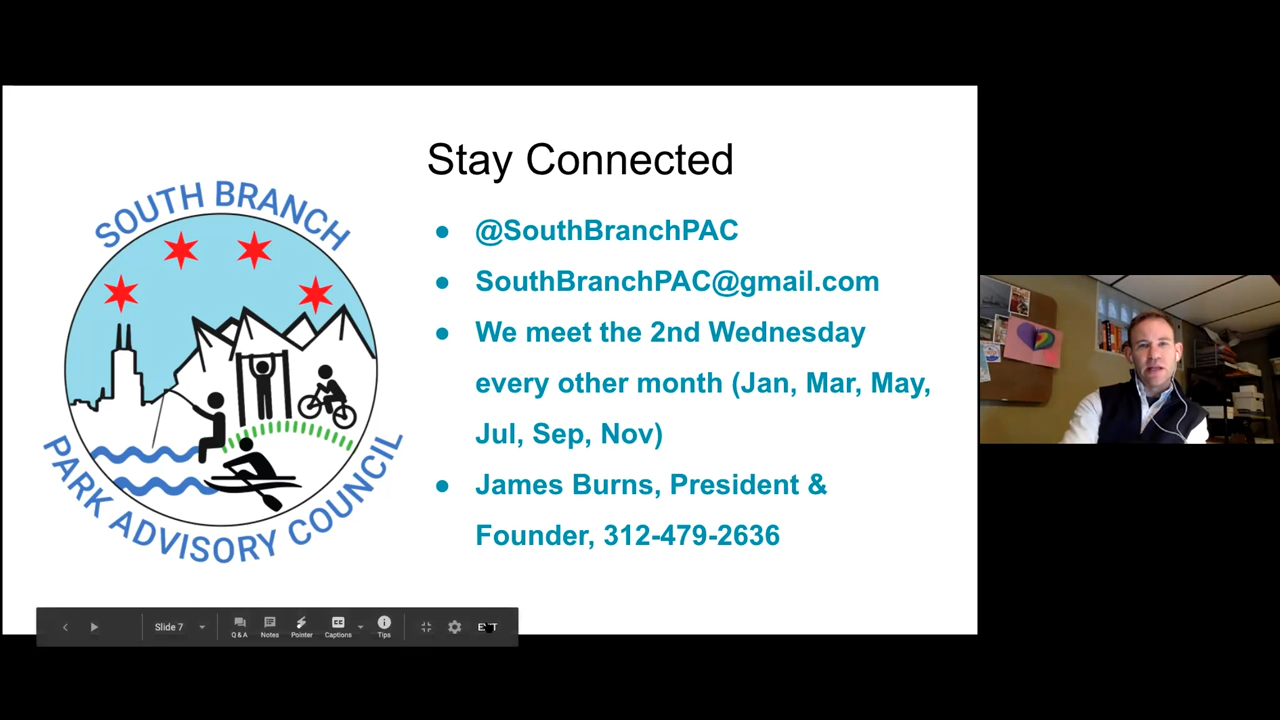 Stay Connected
SOUTH BRANCH
PARK ADVISORY COUNCIL
● @SouthBranchPAC
● SouthBranchPAC@gmail.com
● We meet the 2nd Wednesday
every other month (Jan, Mar, May,
Jul, Sep, Nov)
● James Burns, President &
Founder, 312-479-2636
Slide 7
Q & A
Notes
Pointer
CC
Captions
Tips
EXIT